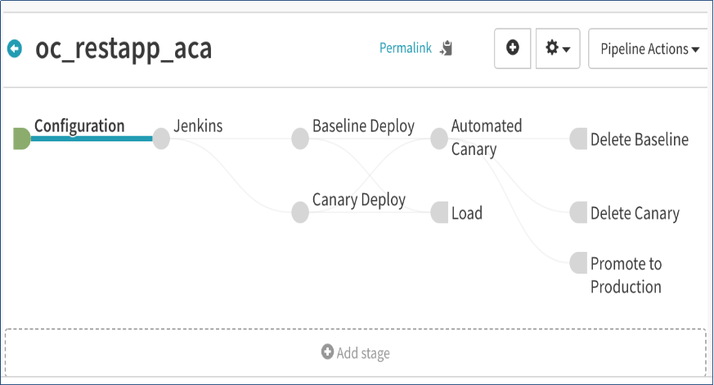 oc_restapp_aca
Permalink
Pipeline Actions
Configuration
Jenkins
Baseline Deploy
Automated
Canary
Delete Baseline
Canary Deploy
Load
Delete Canary
Promote to
Production
Add stage